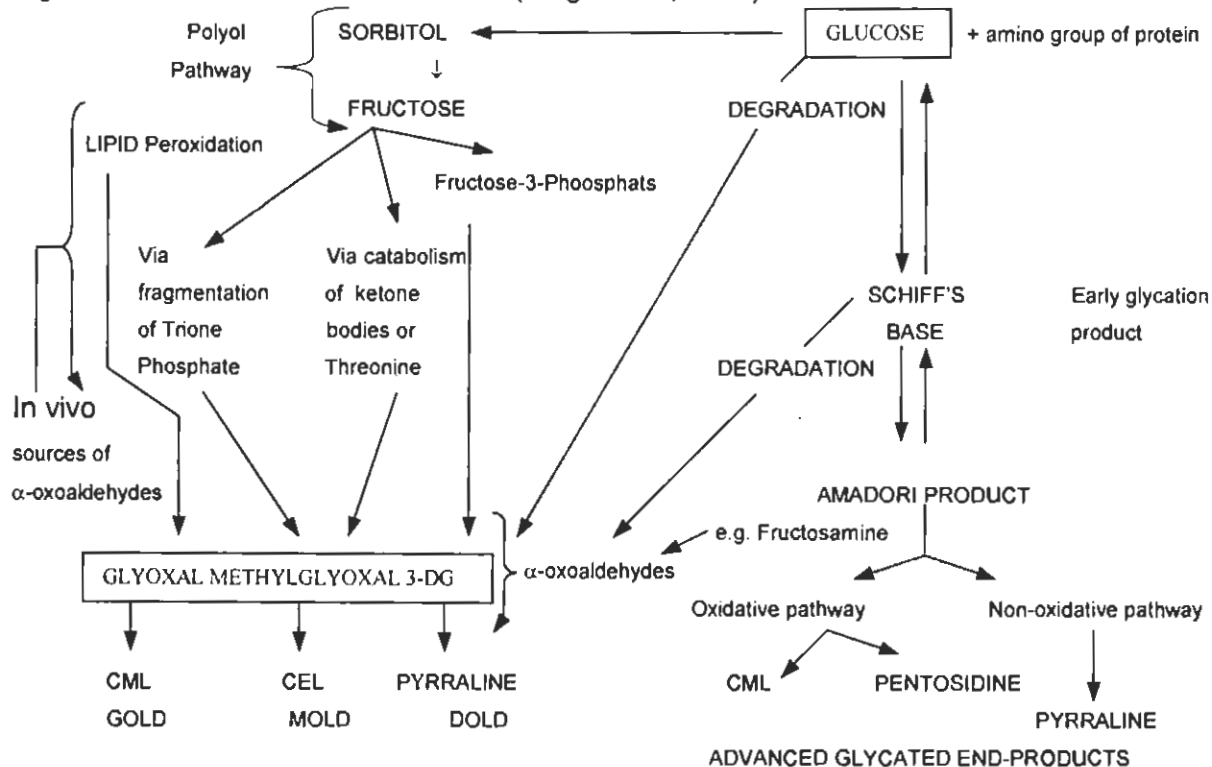 Polyol
Pathway
SORBITOL
↓
FRUCTOSE
GLUCOSE
+ amino group of protein
DEGRADATION
LIPID Peroxidation
Fructose-3-Phoosphats
Via
fragmentation
of Trione
Phosphate
Via catabolism
of ketone
bodies or
Threonine
SCHIFF'S
BASE
Early glycation
product
DEGRADATION
In vivo
sources of
α-oxoaldehydes
AMADORI PRODUCT
e.g. Fructosamine
GLYOXAL METHYLGLYOXAL 3-DG
α-oxoaldehydes
Oxidative pathway
Non-oxidative pathway
CML
GOLD
CEL
MOLD
PYRRALINE
DOLD
CML
PENTOSIDINE
PYRRALINE
ADVANCED GLYCATED END-PRODUCTS